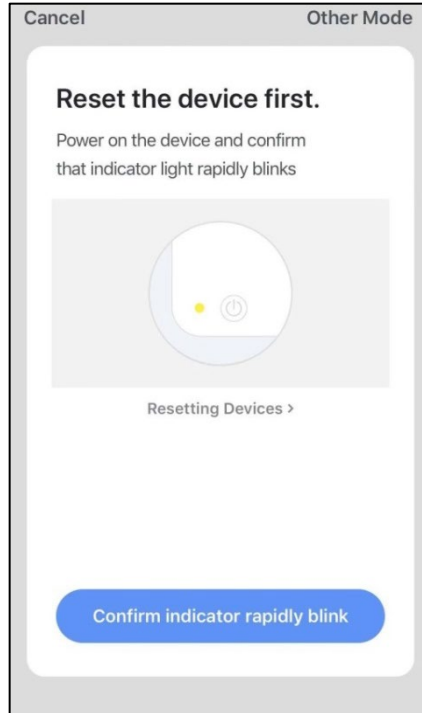 Cancel
Other Mode
Reset the device first.
Power on the device and confirm
that indicator light rapidly blinks
Resetting Devices >
Confirm indicator rapidly blink